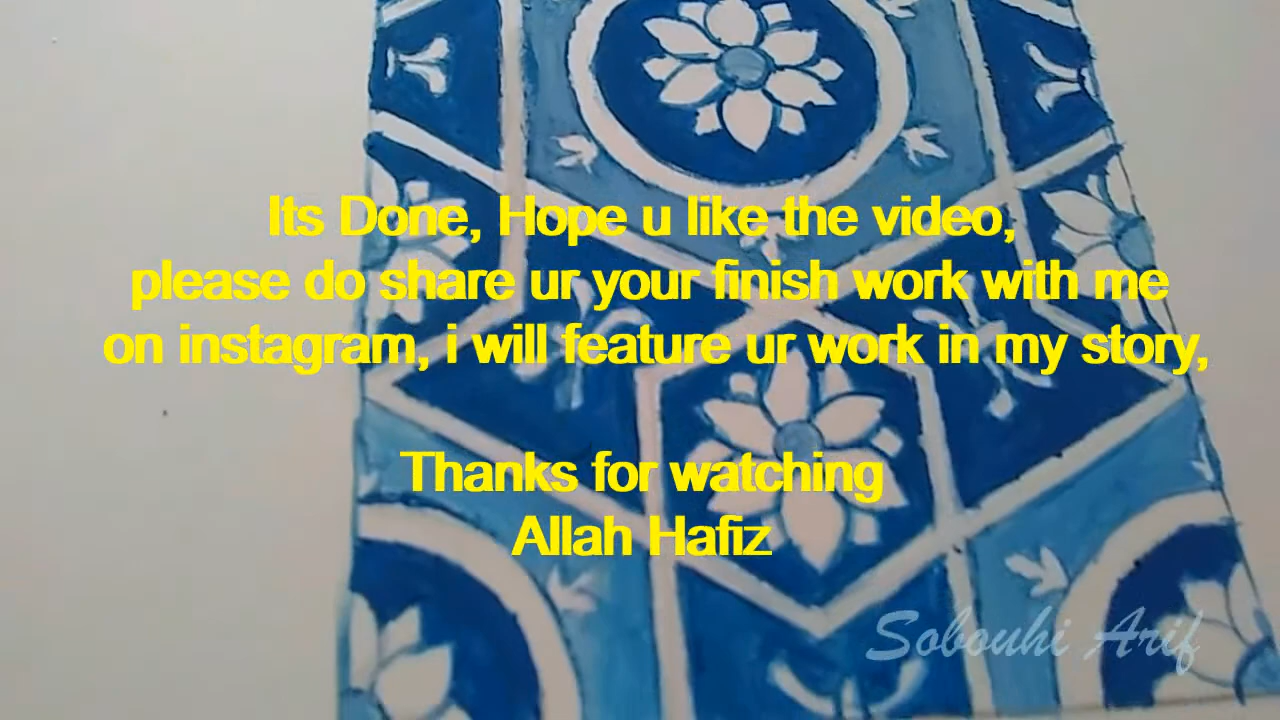 Its Done, Hope u like the video,
please do share ur your finish work with me
on instagram, i will feature ur work in my story,
Thanks for watching
Allah Hafiz
Sobouhi Arif